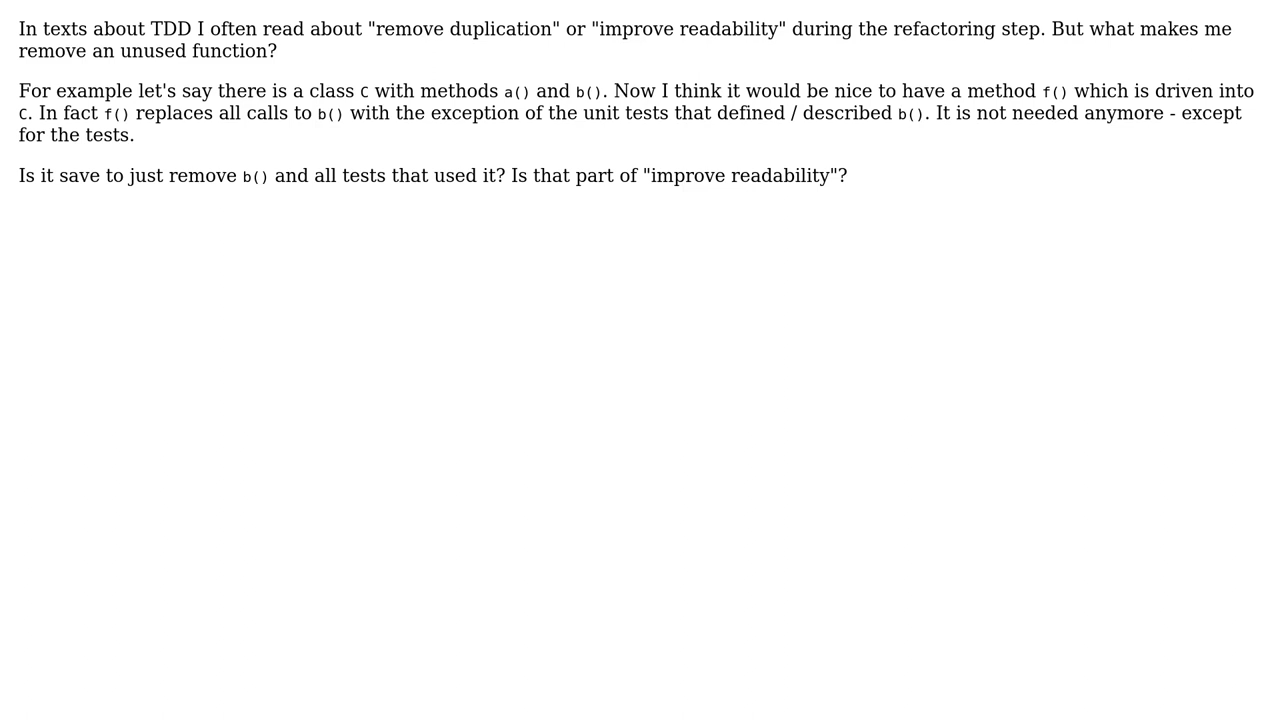 In texts about TDD I often read about "remove duplication" or "improve readability" during the refactoring step. But what makes me
remove an unused function?
For example let's say there is a class C with methods a() and b(). Now I think it would be nice to have a method f() which is driven into
C. In fact f() replaces all calls to b() with the exception of the unit tests that defined / described b(). It is not needed anymore - except
for the tests.
Is it save to just remove b() and all tests that used it? Is that part of "improve readability"?